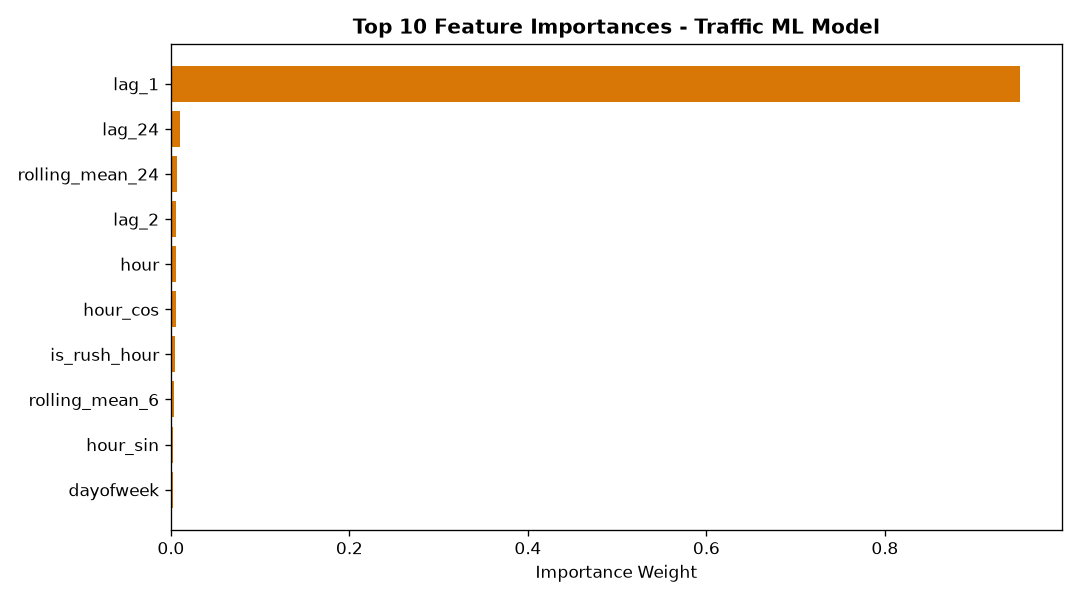 Top 10 Feature Importances - Traffic ML Model
lag_1
lag_24
rolling_mean_24
lag_2
hour
hour_cos
is_rush_hour
rolling_mean_6
hour_sin
dayofweek
0.0 0.2 0.4 0.6 0.8
Importance Weight